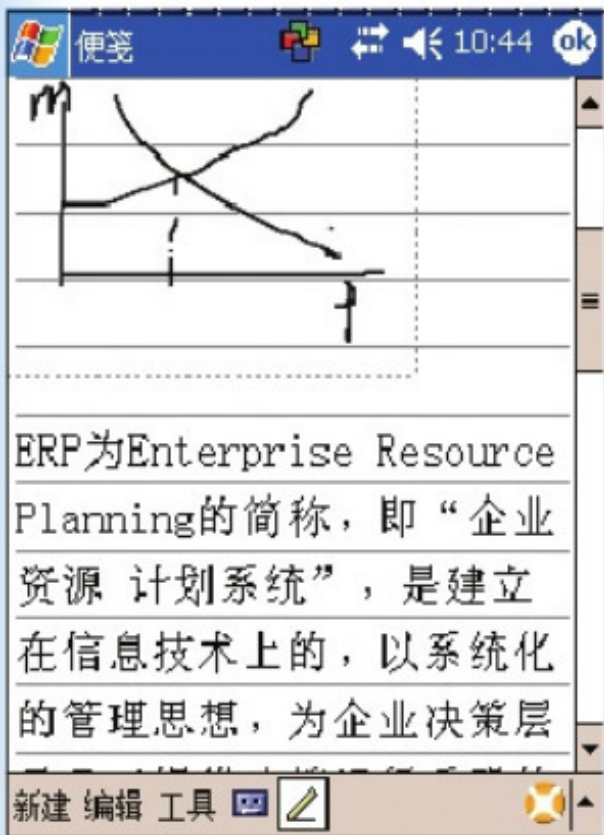 便笺 10:44 ok
m
f
ERP为Enterprise Resource
Planning的简称，即“企业
资源 计划系统”，是建立
在信息技术上的，以系统化
的管理思想，为企业决策层
新建 编辑 工具